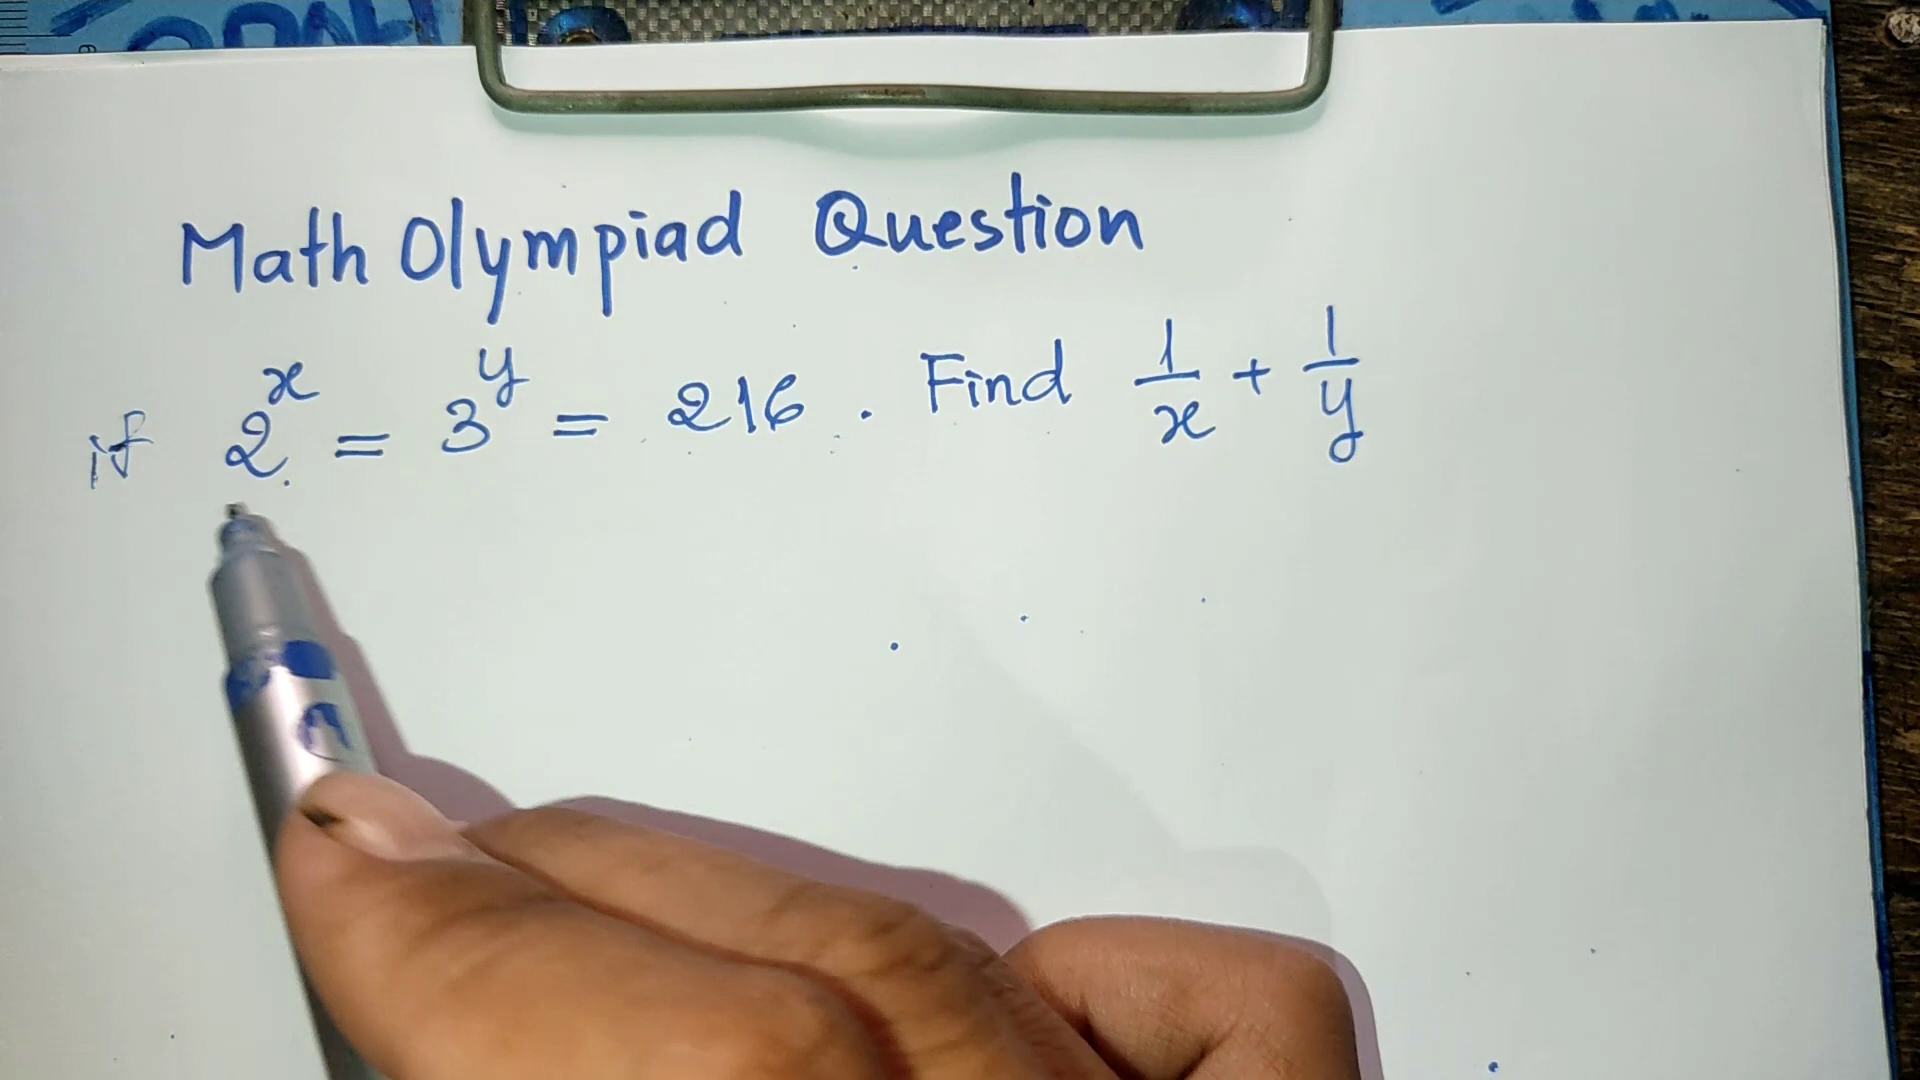 Math Olympiad Question
if 2^x = 3^y = 216 . Find 1/x + 1/y